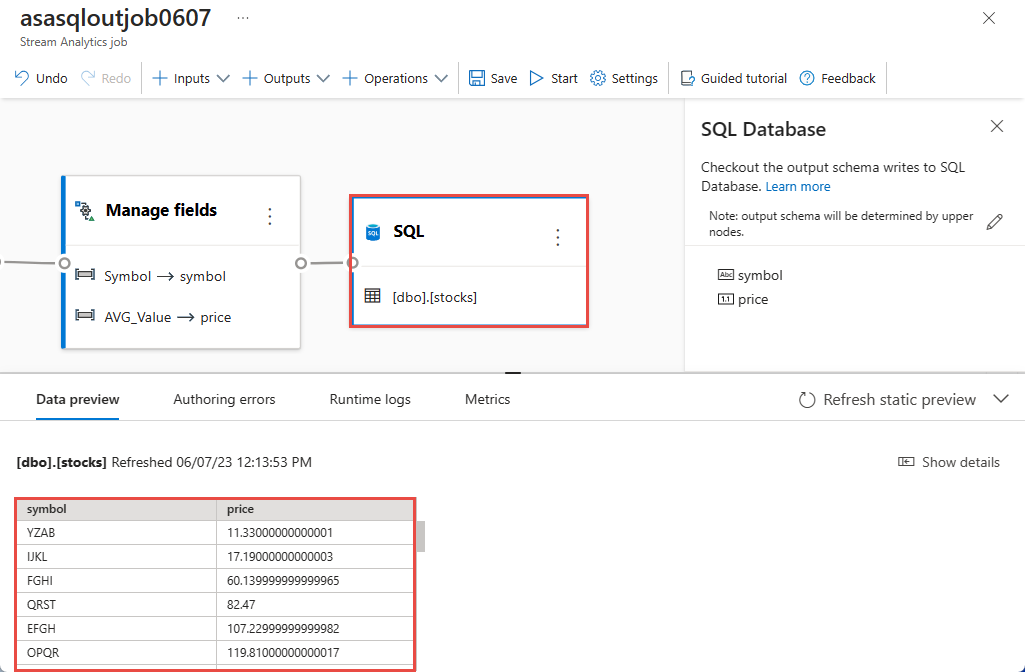 asasqloutjob0607 ...
Stream Analytics job
Undo Redo Inputs Outputs Operations Save Start Settings Guided tutorial Feedback
Manage fields
Symbol → symbol
AVG_Value → price
SQL
SQL
[dbo].[stocks]
SQL Database
Checkout the output schema writes to SQL
Database. Learn more
Note: output schema will be determined by upper
nodes.
Abc symbol
1.1 price
Data preview Authoring errors Runtime logs Metrics Refresh static preview
[dbo].[stocks] Refreshed 06/07/23 12:13:53 PM Show details
symbol price
YZAB 11.33000000000001
IJKL 17.19000000000003
FGHI 60.139999999999965
QRST 82.47
EFGH 107.22999999999982
OPQR 119.81000000000017